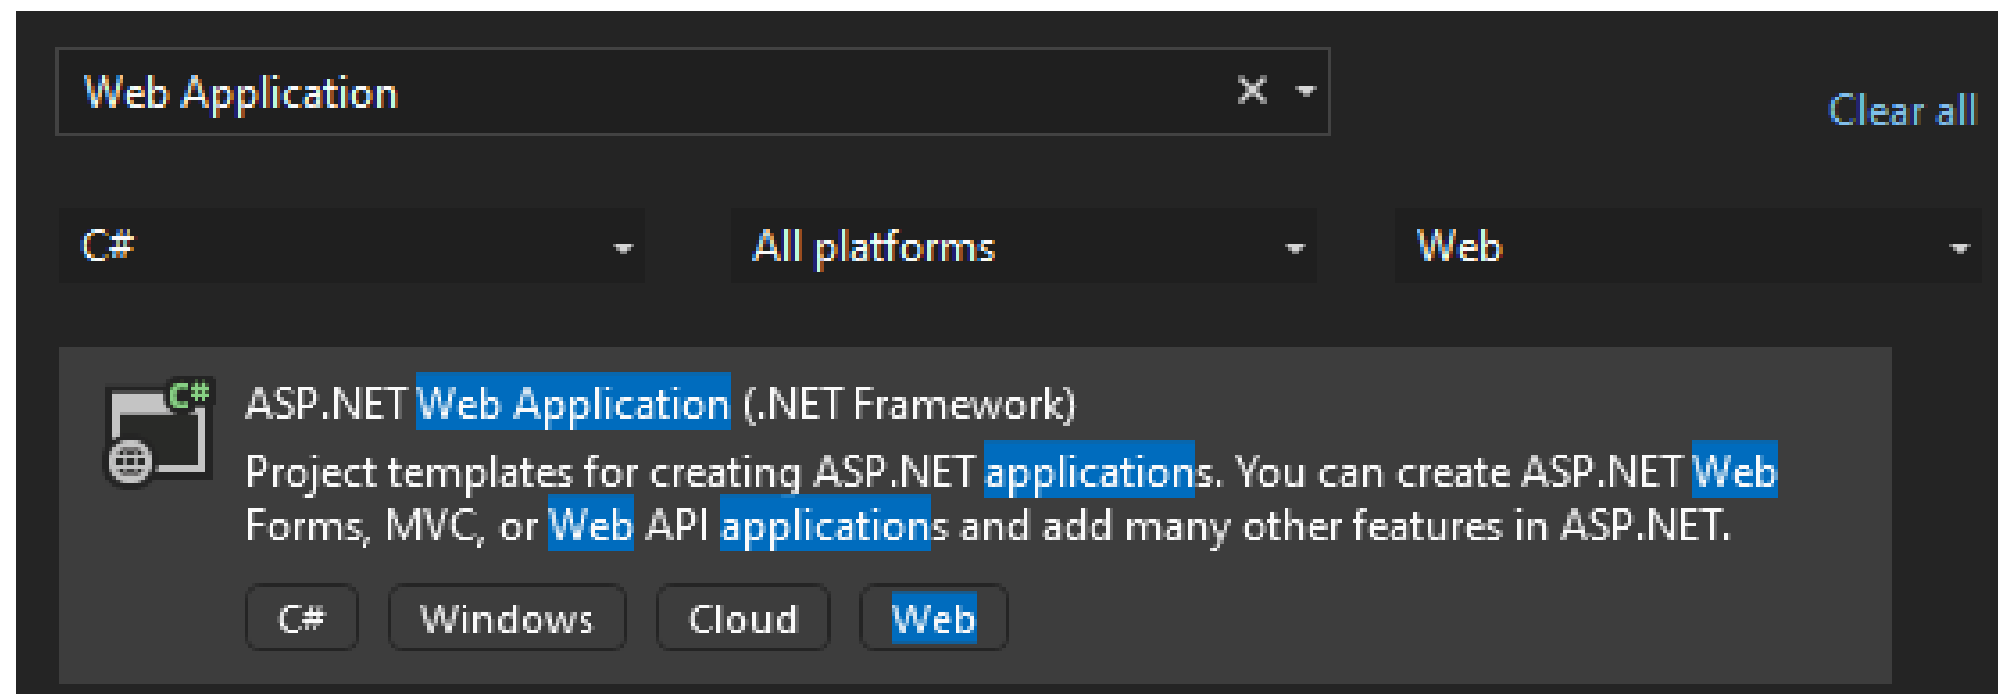 Web Application
Clear all
C# All platforms Web
C#
ASP.NET Web Application (.NET Framework)
Project templates for creating ASP.NET applications. You can create ASP.NET Web
Forms, MVC, or Web API applications and add many other features in ASP.NET.
C# Windows Cloud Web